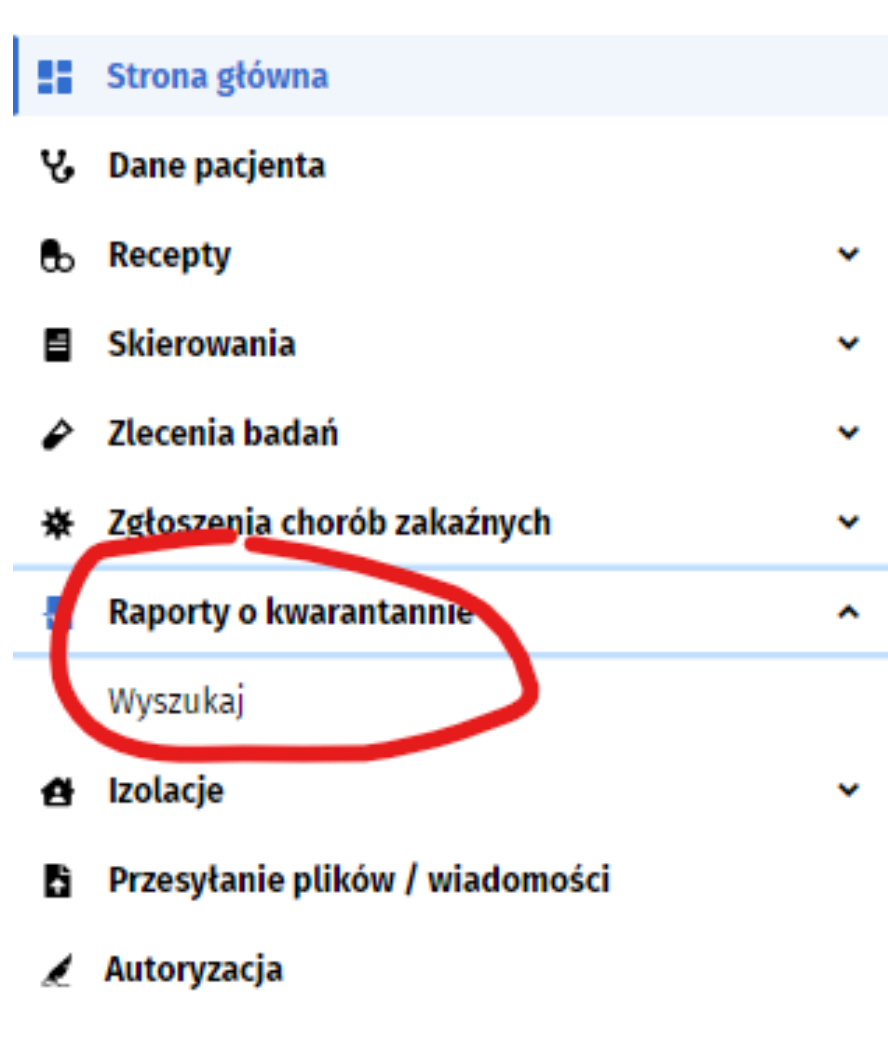 Strona główna
Dane pacjenta
Recepty
Skierowania
Zlecenia badań
Zgłoszenia chorób zakaźnych
Raporty o kwarantannie
Wyszukaj
Izolacje
Przesyłanie plików / wiadomości
Autoryzacja